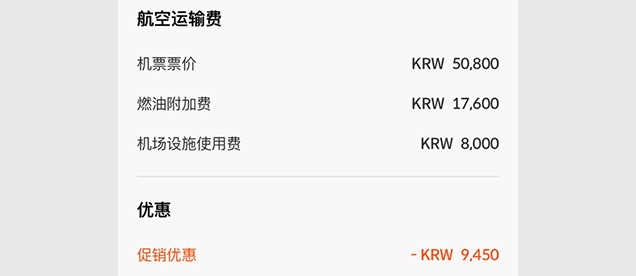 航空运输费
机票票价 KRW 50,800
燃油附加费 KRW 17,600
机场设施使用费 KRW 8,000
优惠
促销优惠 - KRW 9,450